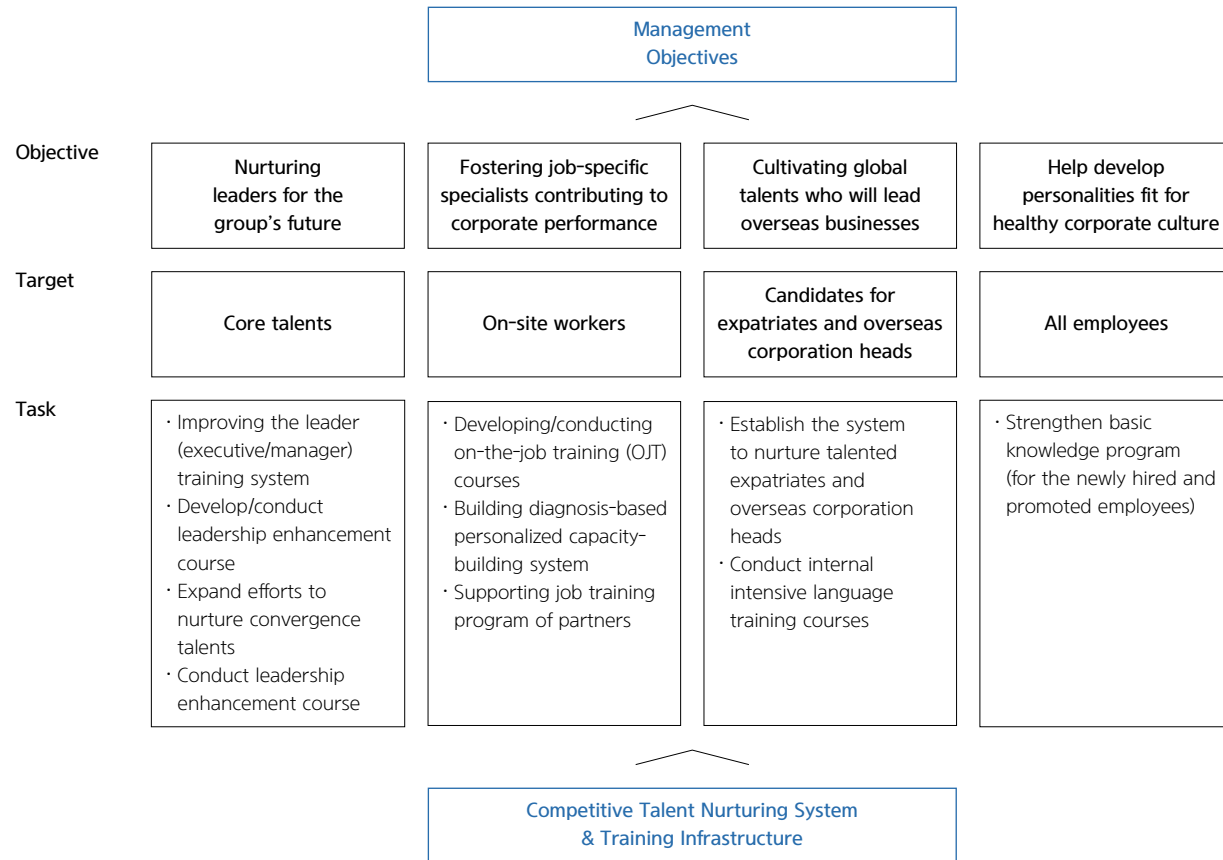 Management
Objectives
Objective
Nurturing
leaders for the
group's future
Fostering job-specific
specialists contributing to
corporate performance
Cultivating global
talents who will lead
overseas businesses
Help develop
personalities fit for
healthy corporate culture
Target
Core talents
On-site workers
Candidates for
expatriates and overseas
corporation heads
All employees
Task
· Improving the leader
(executive/manager)
training system
· Develop/conduct
leadership enhancement
course
· Expand efforts to
nurture convergence
talents
· Conduct leadership
enhancement course
· Developing/conducting
on-the-job training (OJT)
courses
· Building diagnosis-based
personalized capacity-
building system
· Supporting job training
program of partners
· Establish the system
to nurture talented
expatriates and
overseas corporation
heads
· Conduct internal
intensive language
training courses
· Strengthen basic
knowledge program
(for the newly hired and
promoted employees)
Competitive Talent Nurturing System
& Training Infrastructure